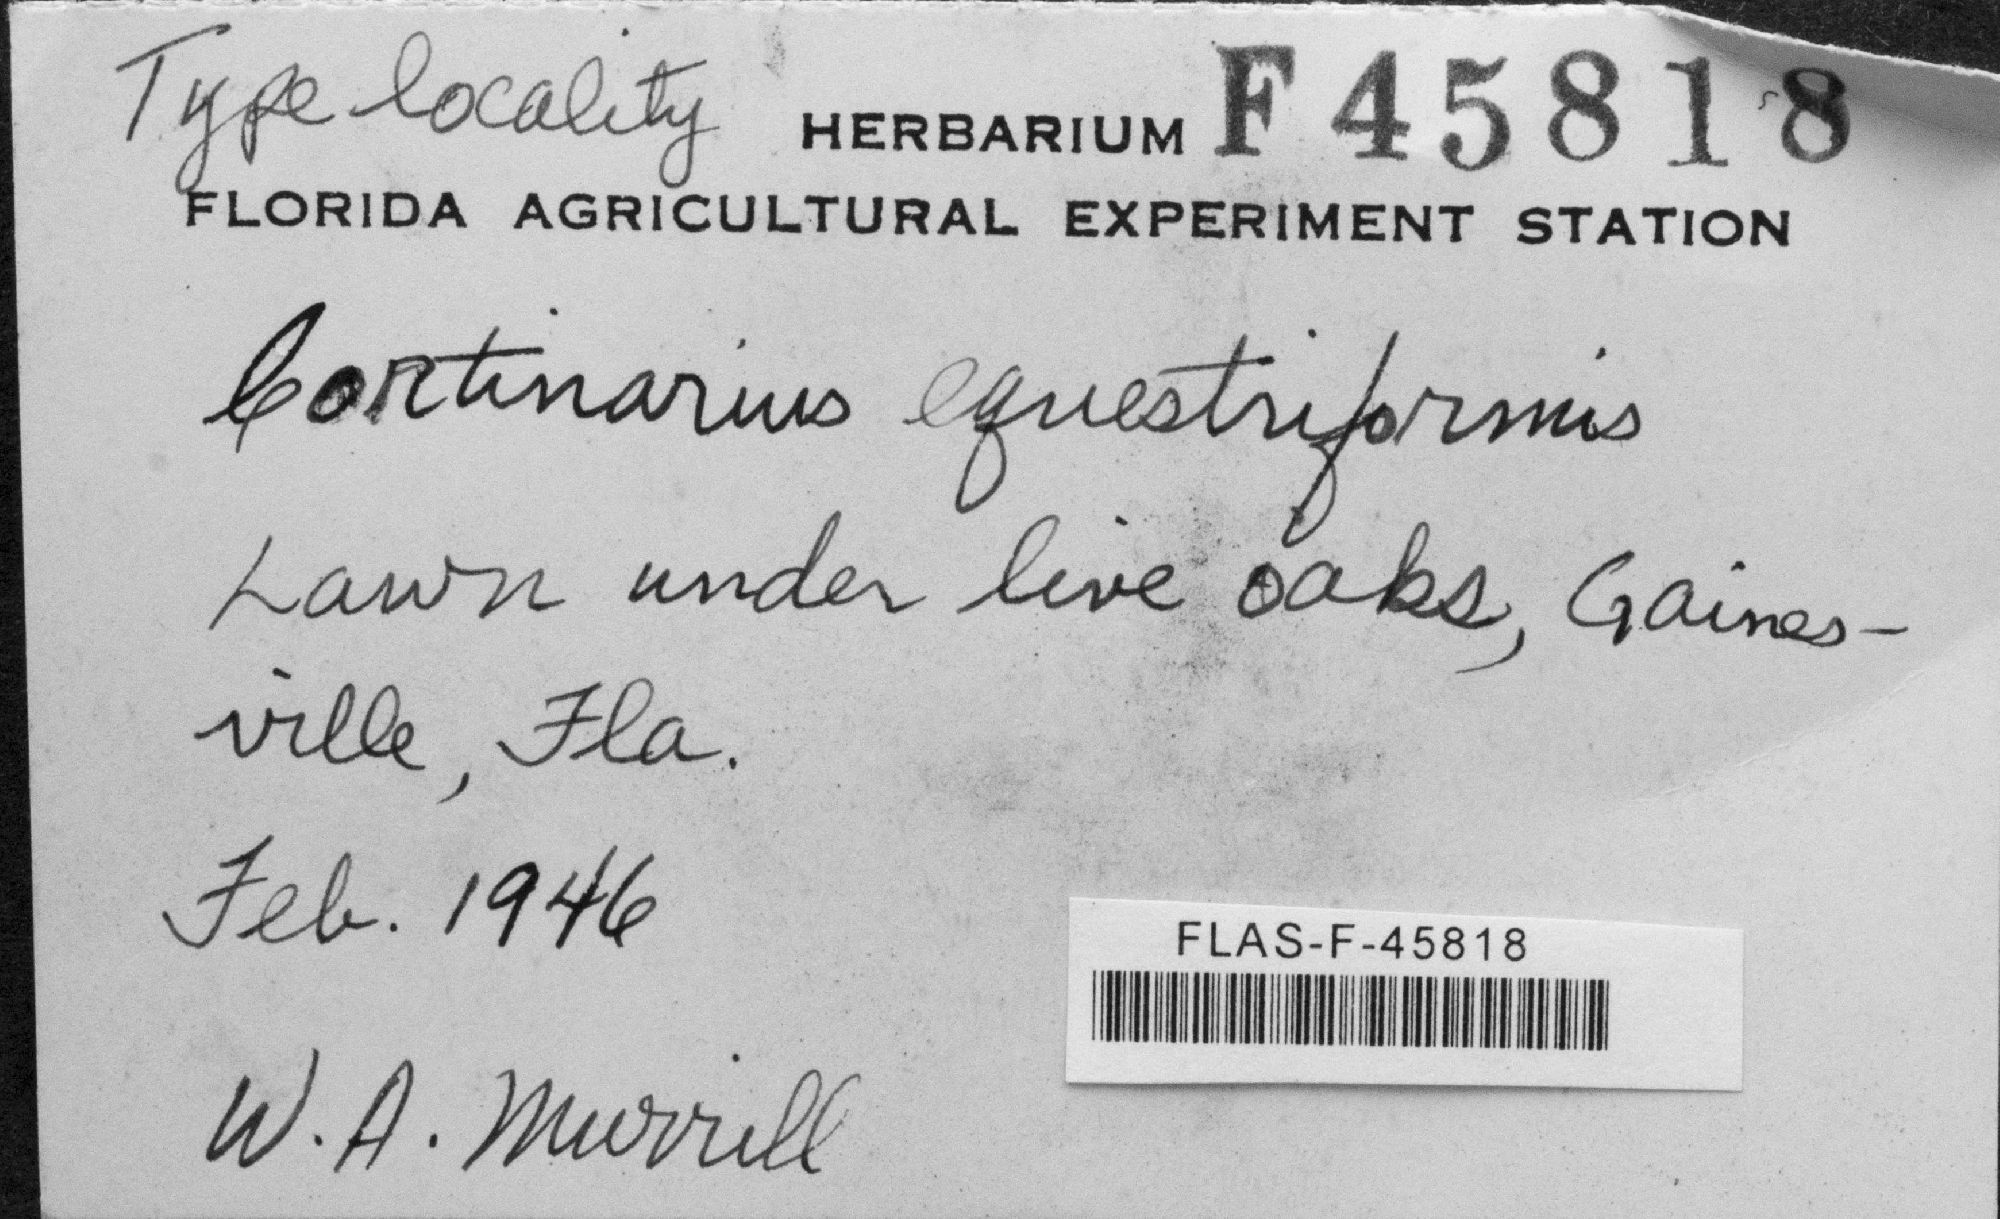 Type locality HERBARIUM F45818
FLORIDA AGRICULTURAL EXPERIMENT STATION
Cortinarius equestriformis
Lawn under live oaks, Gaines-
ville, Fla.
Feb. 1946
FLAS-F-45818
W. A. Murrill